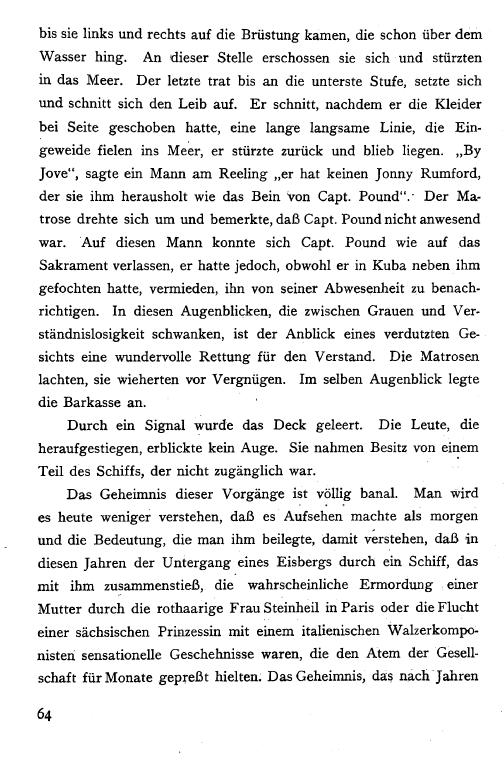 bis sie links und rechts auf die Brüstung kamen, die schon über dem
Wasser hing. An dieser Stelle erschossen sie sich und stürzten
in das Meer. Der letzte trat bis an die unterste Stufe, setzte sich
und schnitt sich den Leib auf. Er schnitt, nachdem er die Kleider
bei Seite geschoben hatte, eine lange langsame Linie, die Ein-
geweide fielen ins Meer, er stürzte zurück und blieb liegen. „By
Jove“, sagte ein Mann am Reeling „er hat keinen Jonny Rumford,
der sie ihm herausholt wie das Bein von Capt. Pound“. Der Ma-
trose drehte sich um und bemerkte, daß Capt. Pound nicht anwesend
war. Auf diesen Mann konnte sich Capt. Pound wie auf das
Sakrament verlassen, er hatte jedoch, obwohl er in Kuba neben ihm
gefochten hatte, vermieden, ihn von seiner Abwesenheit zu benach-
richtigen. In diesen Augenblicken, die zwischen Grauen und Ver-
ständnislosigkeit schwanken, ist der Anblick eines verdutzten Ge-
sichts eine wundervolle Rettung für den Verstand. Die Matrosen
lachten, sie wieherten vor Vergnügen. Im selben Augenblick legte
die Barkasse an.
Durch ein Signal wurde das Deck geleert. Die Leute, die
heraufgestiegen, erblickte kein Auge. Sie nahmen Besitz von einem
Teil des Schiffs, der nicht zugänglich war.
Das Geheimnis dieser Vorgänge ist völlig banal. Man wird
es heute weniger verstehen, daß es Aufsehen machte als morgen
und die Bedeutung, die man ihm beilegte, damit verstehen, daß in
diesen Jahren der Untergang eines Eisbergs durch ein Schiff, das
mit ihm zusammenstieß, die wahrscheinliche Ermordung einer
Mutter durch die rothaarige Frau Steinheil in Paris oder die Flucht
einer sächsischen Prinzessin mit einem italienischen Walzerkompo-
nisten sensationelle Geschehnisse waren, die den Atem der Gesell-
schaft für Monate gepreßt hielten. Das Geheimnis, das nach Jahren
64